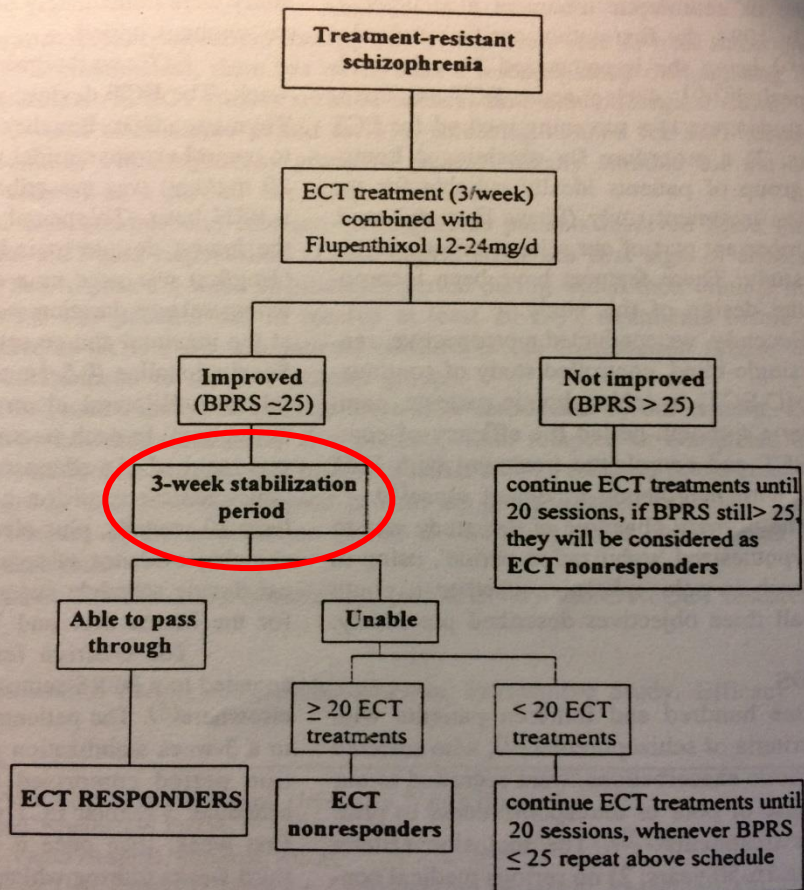 Treatment-resistant
schizophrenia
ECT treatment (3/week)
combined with
Flupenthixol 12-24mg/d
Improved
(BPRS ≤25)
Not improved
(BPRS > 25)
3-week stabilization
period
continue ECT treatments until
20 sessions, if BPRS still> 25,
they will be considered as
ECT nonresponders
Able to pass
through
Unable
≥ 20 ECT
treatments
< 20 ECT
treatments
ECT RESPONDERS
ECT
nonresponders
continue ECT treatments until
20 sessions, whenever BPRS
≤ 25 repeat above schedule